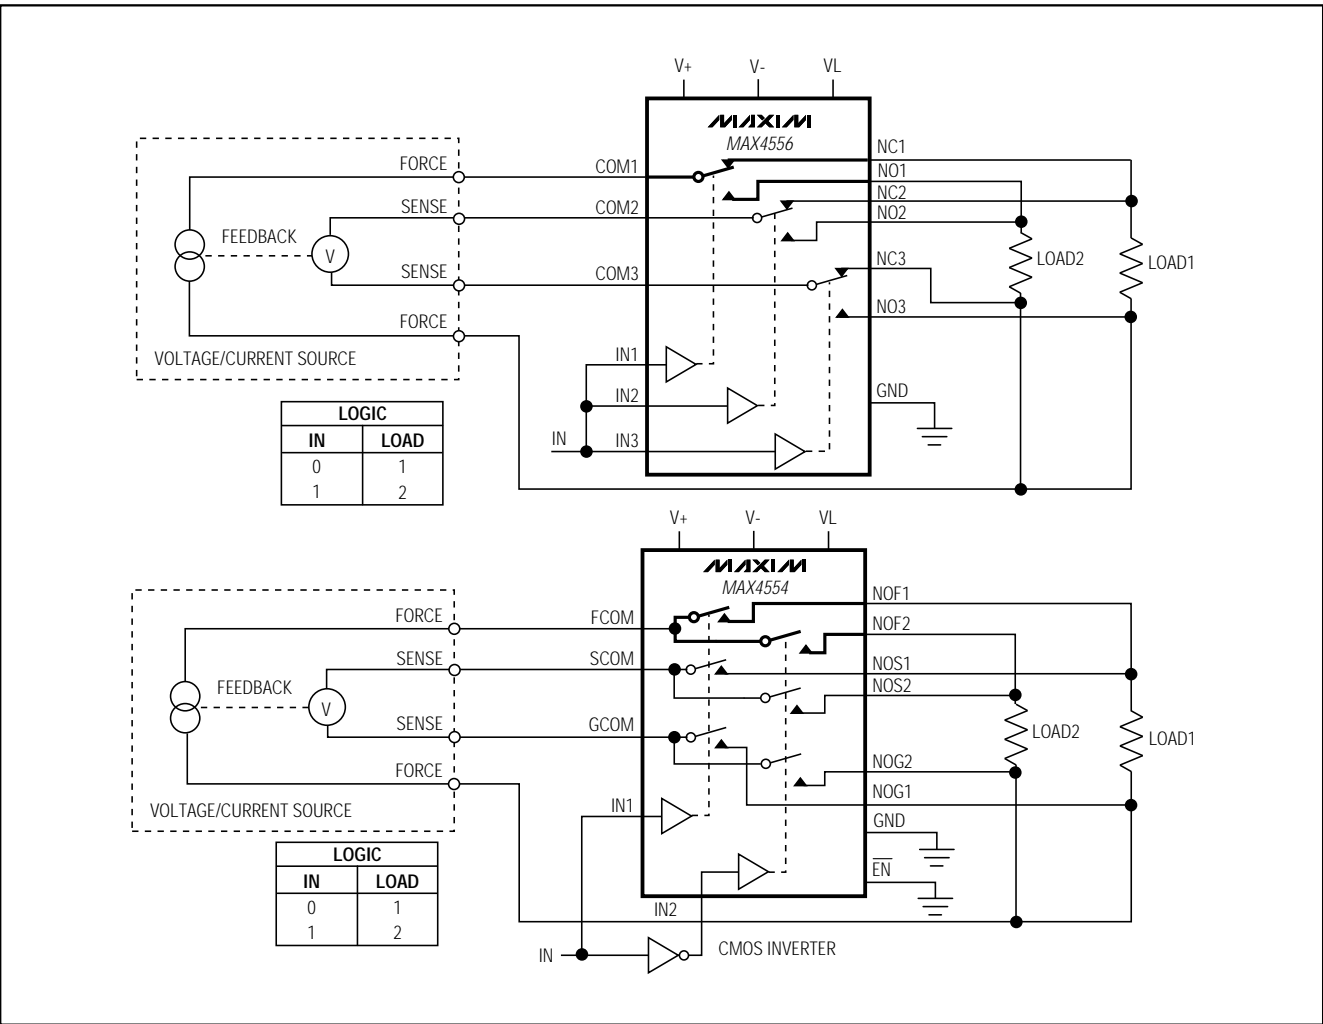 V+ V- VL
MAXIM
MAX4556
FORCE COM1 NC1
NO1
SENSE COM2 NC2
NO2
FEEDBACK V
SENSE COM3 NC3
LOAD2 LOAD1
NO3
FORCE
VOLTAGE/CURRENT SOURCE
IN1
IN2 GND
IN IN3
LOGIC
IN LOAD
0 1
1 2
V+ V- VL
MAXIM
MAX4554
FORCE FCOM NOF1
NOF2
SENSE SCOM NOS1
NOS2
FEEDBACK V
SENSE GCOM
LOAD2 LOAD1
NOG2
FORCE NOG1
VOLTAGE/CURRENT SOURCE
IN1 GND
EN
LOGIC
IN LOAD
0 1
1 2
IN2
IN CMOS INVERTER